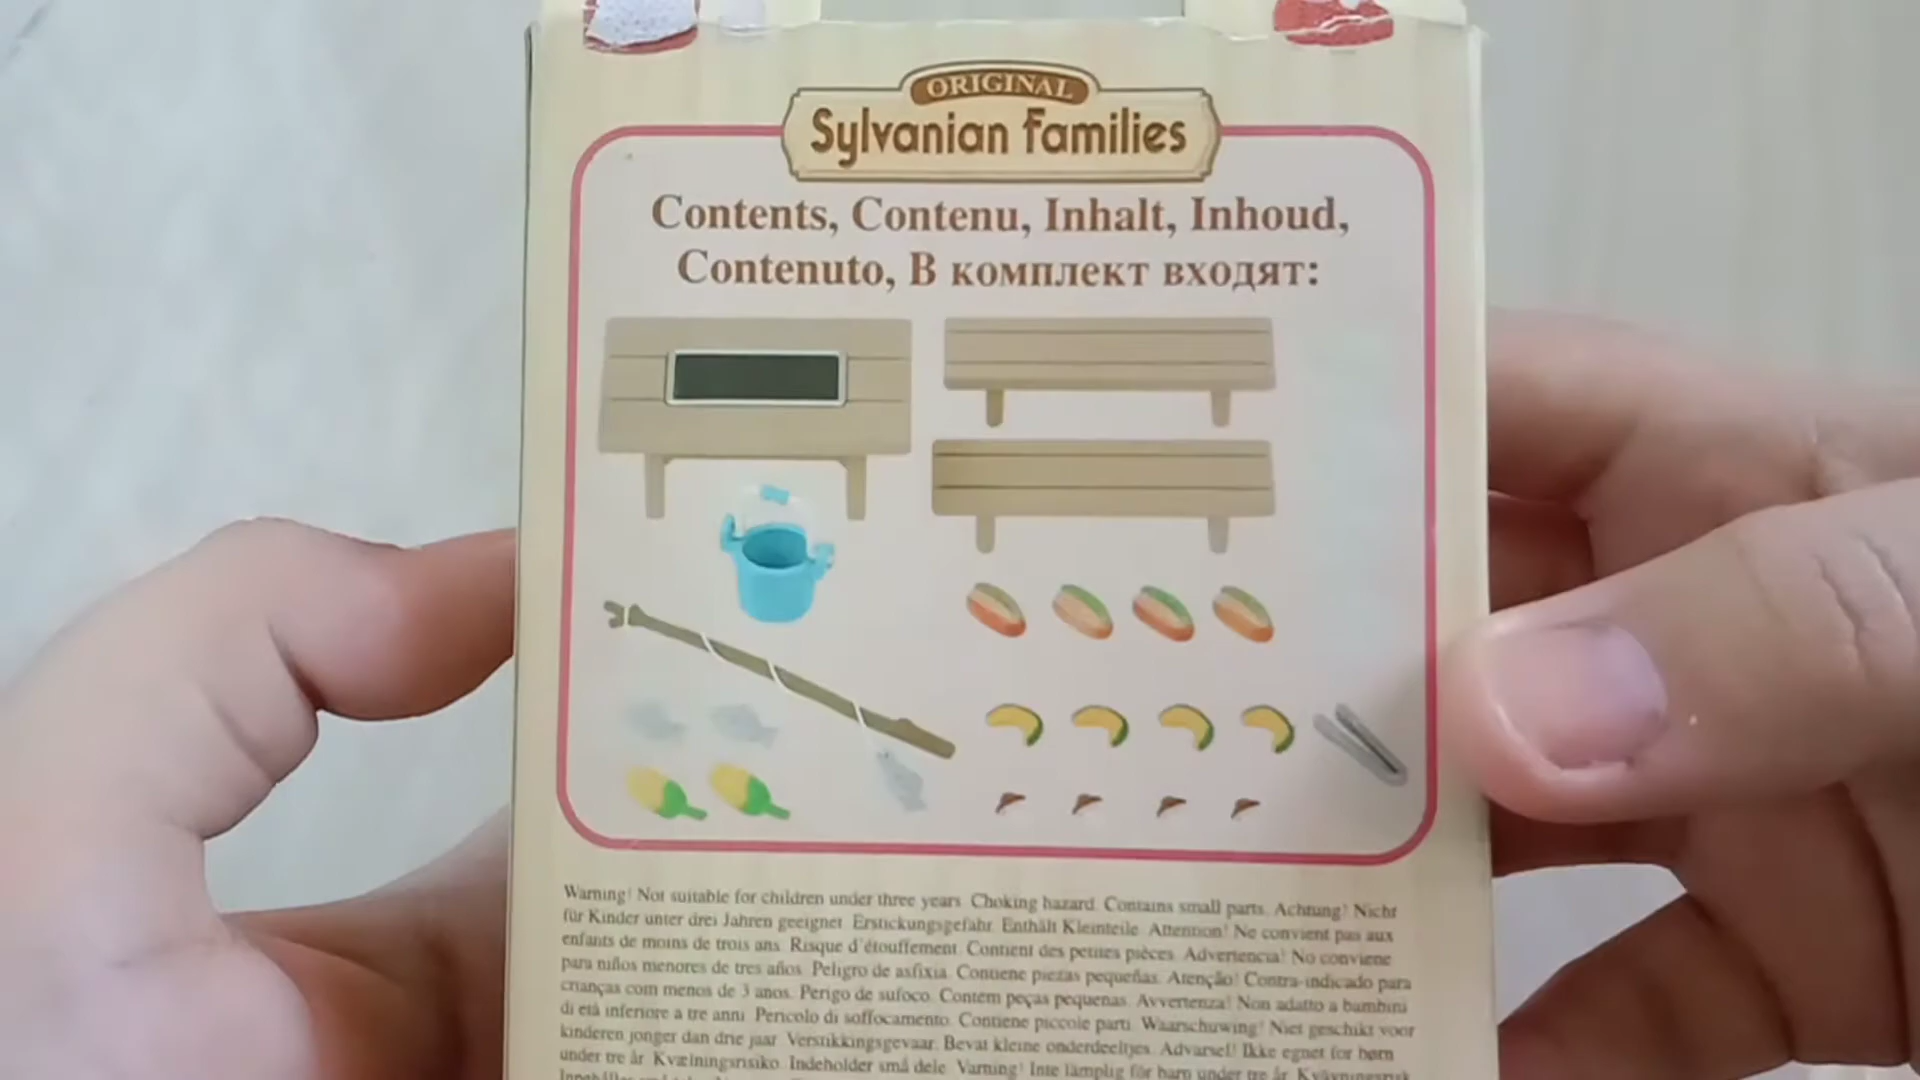 ORIGINAL
Sylvanian Families
Contents, Contenu, Inhalt, Inhoud,
Contenuto, В комплект входят:
Warning! Not suitable for children under three years. Choking hazard. Contains small parts. Achtung! Nicht
für Kinder unter drei Jahren geeignet. Erstickungsgefahr. Enthält Kleinteile. Attention! Ne convient pas aux
enfants de moins de trois ans. Risque d'étouffement. Contient des petites pièces. Advertencia! No conviene
para niños menores de tres años. Peligro de asfixia. Contiene piezas pequeñas. Atenção! Contra-indicado para
crianças com menos de 3 anos. Perigo de sufoco. Contém peças pequenas. Avvertenza! Non adatto a bambini
di età inferiore a tre anni. Pericolo di soffocamento. Contiene piccole parti. Waarschuwing! Niet geschikt voor
kinderen jonger dan drie jaar. Verstikkingsgevaar. Bevat kleine onderdeeltjes. Advarsel! Ikke egnet for børn
under tre år. Kvælningsrisiko. Indeholder små dele. Varning! Inte lämplig för barn under tre år.